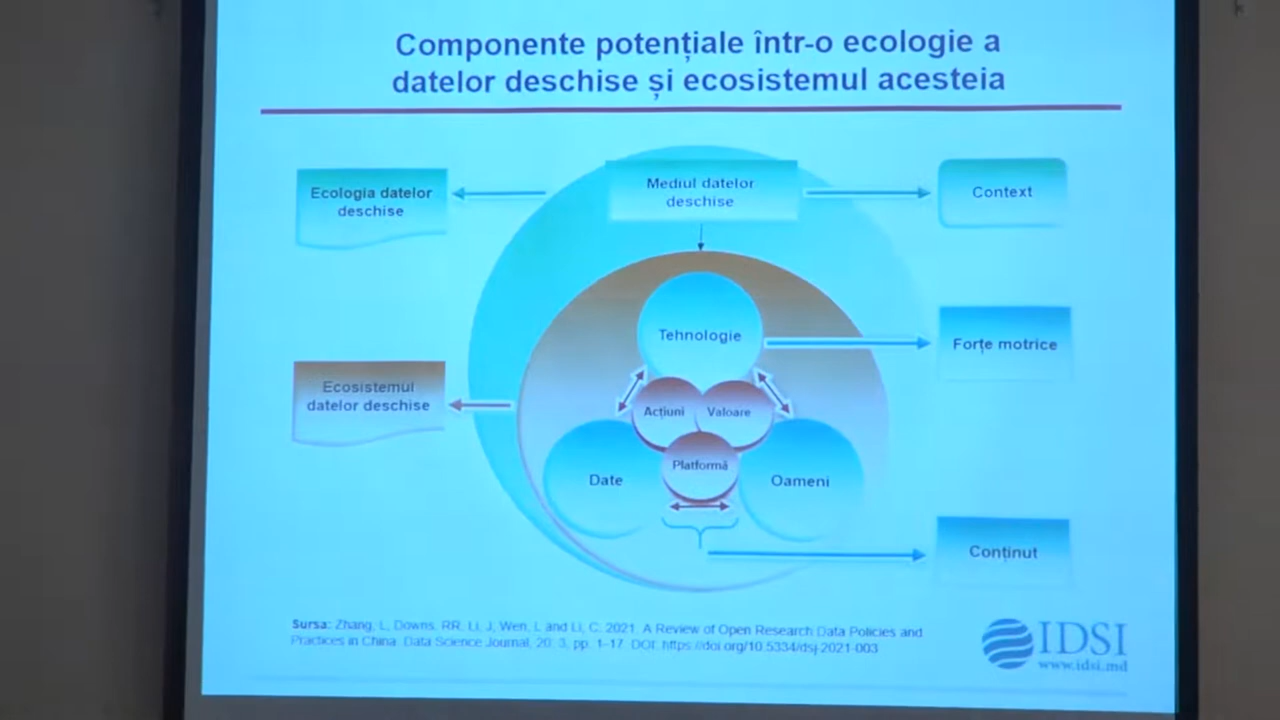 Componente potențiale într-o ecologie a
datelor deschise și ecosistemul acesteia
Ecologia datelor
deschise
Mediul datelor
deschise
Context
Tehnologie
Forțe motrice
Ecosistemul
datelor deschise
Acțiuni
Valoare
Platformă
Date
Oameni
Conținut
Sursa: Zhang, L, Downs, RR, Li, J, Wen, L and Li, C. 2021. A Review of Open Research Data Policies and
Practices in China. Data Science Journal, 20: 3, pp. 1–17. DOI: https://doi.org/10.5334/dsj-2021-003
IDSI
www.idsi.md